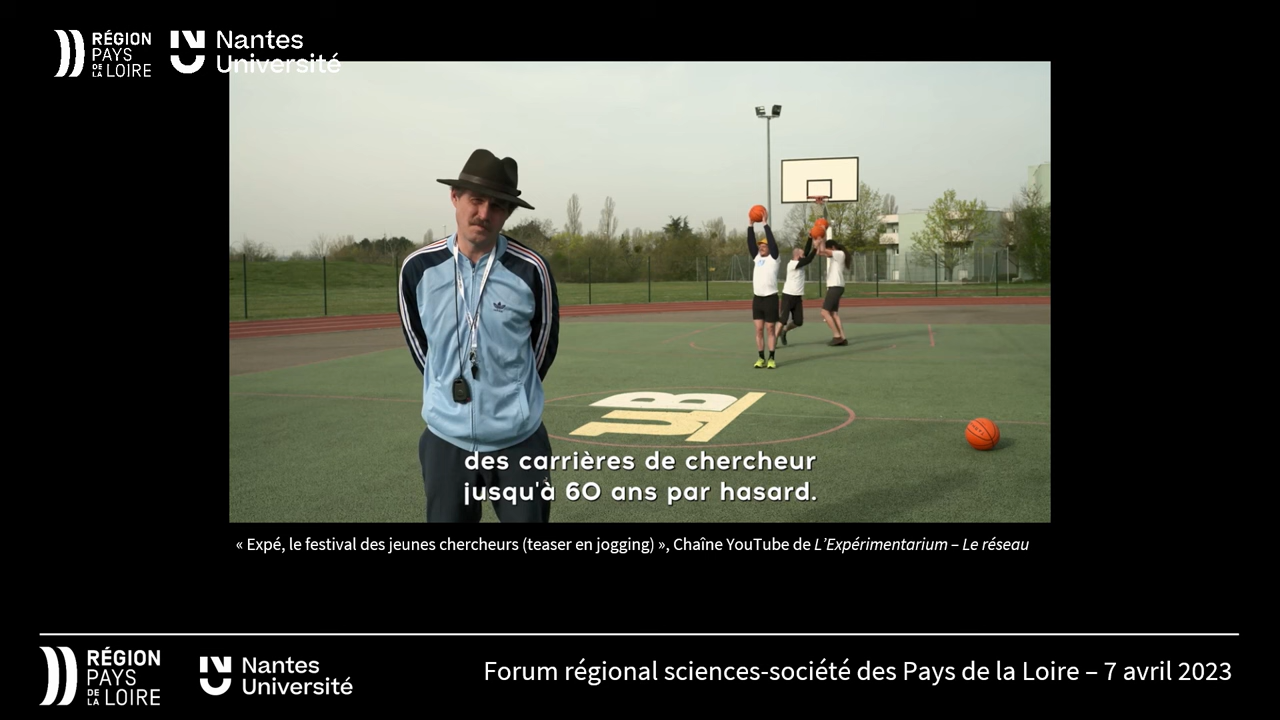 RÉGION
PAYS
DE LA LOIRE
Nantes
Université
UB
des carrières de chercheur
jusqu'à 60 ans par hasard.
« Expé, le festival des jeunes chercheurs (teaser en jogging) », Chaîne YouTube de L'Expérimentarium – Le réseau
RÉGION
PAYS
DE LA LOIRE
Nantes
Université
Forum régional sciences-société des Pays de la Loire – 7 avril 2023